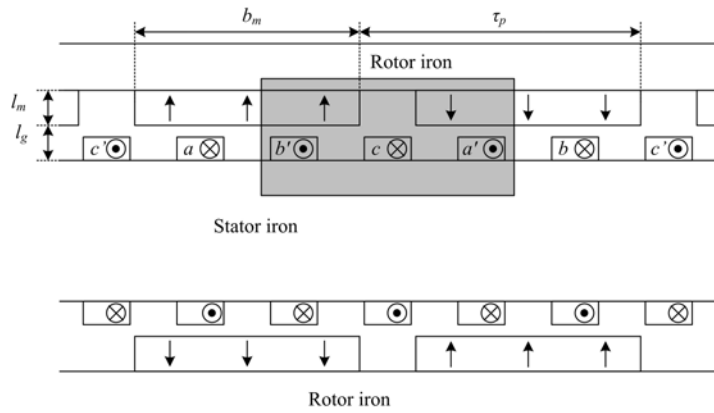 b_m τ_p
Rotor iron
l_m
l_g
c' a b' c a' b c'
Stator iron
Rotor iron